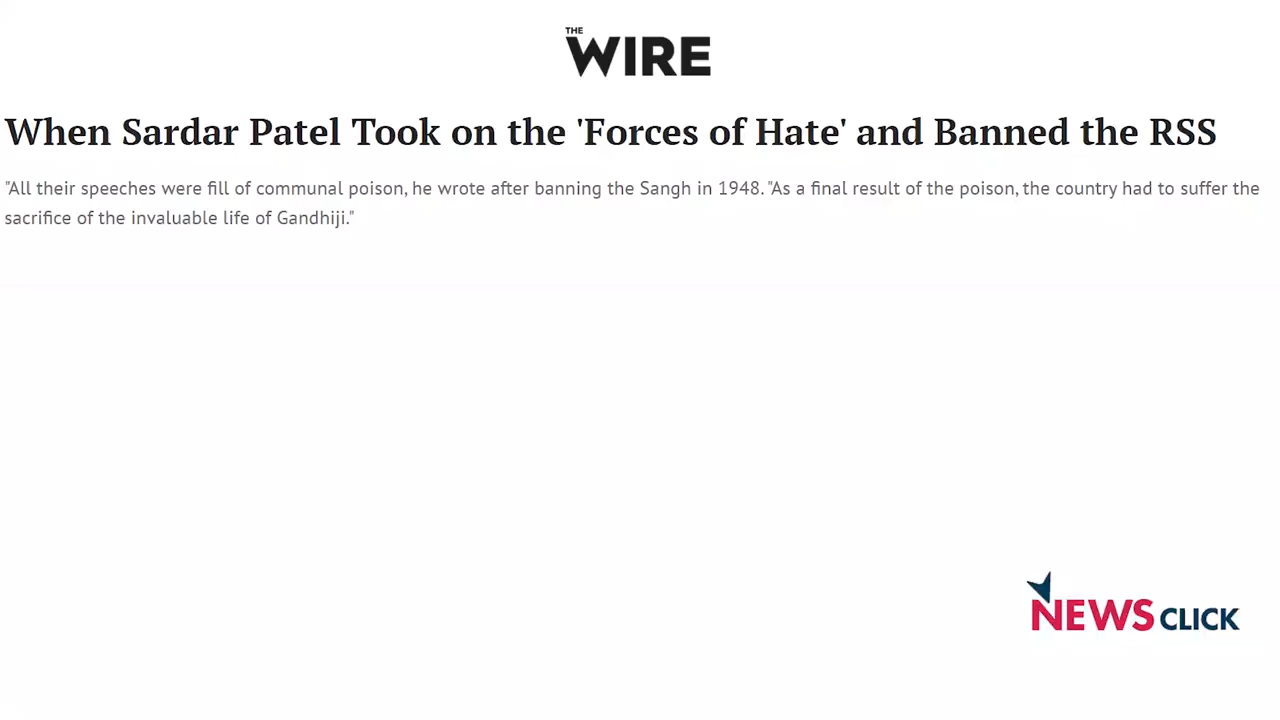 THE
WIRE
When Sardar Patel Took on the 'Forces of Hate' and Banned the RSS
"All their speeches were fill of communal poison, he wrote after banning the Sangh in 1948. "As a final result of the poison, the country had to suffer the
sacrifice of the invaluable life of Gandhiji."
NEWSCLICK